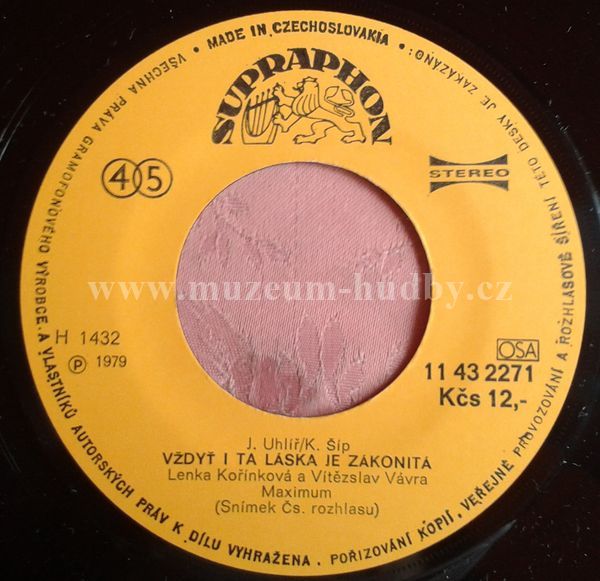 MADE IN CZECHOSLOVAKIA • VŠECHNA PRÁVA GRAMOFONOVÉHO VÝROBCE A VLASTNÍKŮ AUTORSKÝCH PRÁV K DÍLU VYHRAŽENA. POŘIZOVÁNÍ KOPIÍ, VEŘEJNÉ PROVOZOVÁNÍ A ROZHLASOVÉ ŠÍŘENÍ TÉTO DESKY JE ZAKÁZÁNO!
SUPRAPHON
45
STEREO
www.muzeum-hudby.cz
H 1432
Ⓟ 1979
OSA
11 43 2271
Kčs 12,-
J. Uhlíř/K. Šíp
VŽDYŤ I TA LÁSKA JE ZÁKONITÁ
Lenka Kořínková a Vítězslav Vávra
Maximum
(Snímek Čs. rozhlasu)